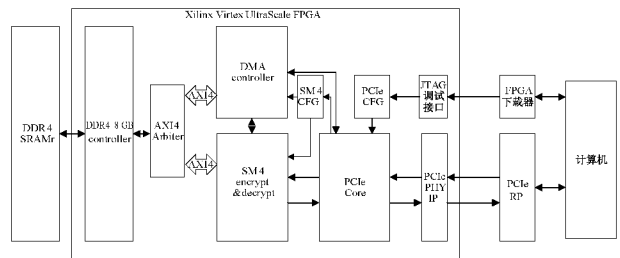 Xilinx Virtex UltraScale FPGA
DDR4
SRAMr
DDR4 8 GB
controller
AXI4
Arbiter
AXI4
AXI4
DMA
controller
SM4
CFG
PCIe
CFG
JTAG
调试
接口
FPGA
下载器
SM4
encrypt
&decrypt
PCIe
Core
PCIe
PHY
IP
PCIe
RP
计算机